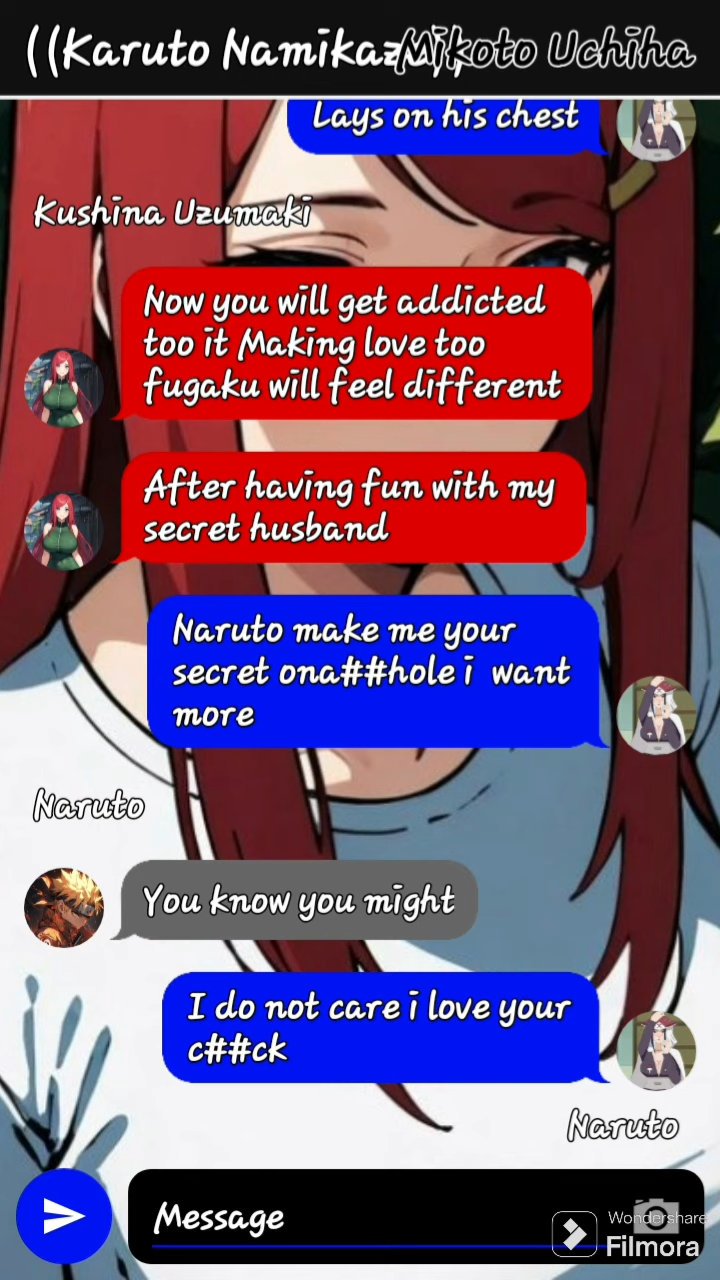 ((Karuto Namikaze)) Mikoto Uchiha
Lays on his chest
Kushina Uzumaki
Now you will get addicted
too it Making love too
fugaku will feel different
After having fun with my
secret husband
Naruto make me your
secret ona##hole i want
more
Naruto
You know you might
I do not care i love your
c##ck
Naruto
Message
Wondershare
Filmora